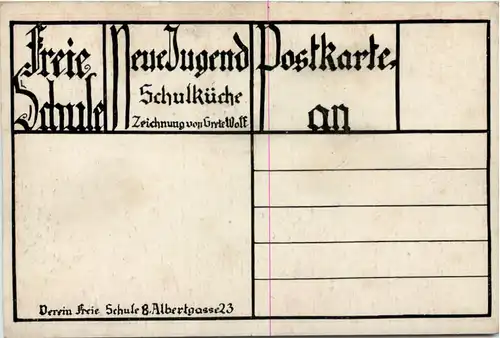 Freie
Schule
Neue Jugend
Schulküche
Zeichnung von Grete Wolf
Postkarte.
an
Verein Freie Schule 8. Albertgasse 23